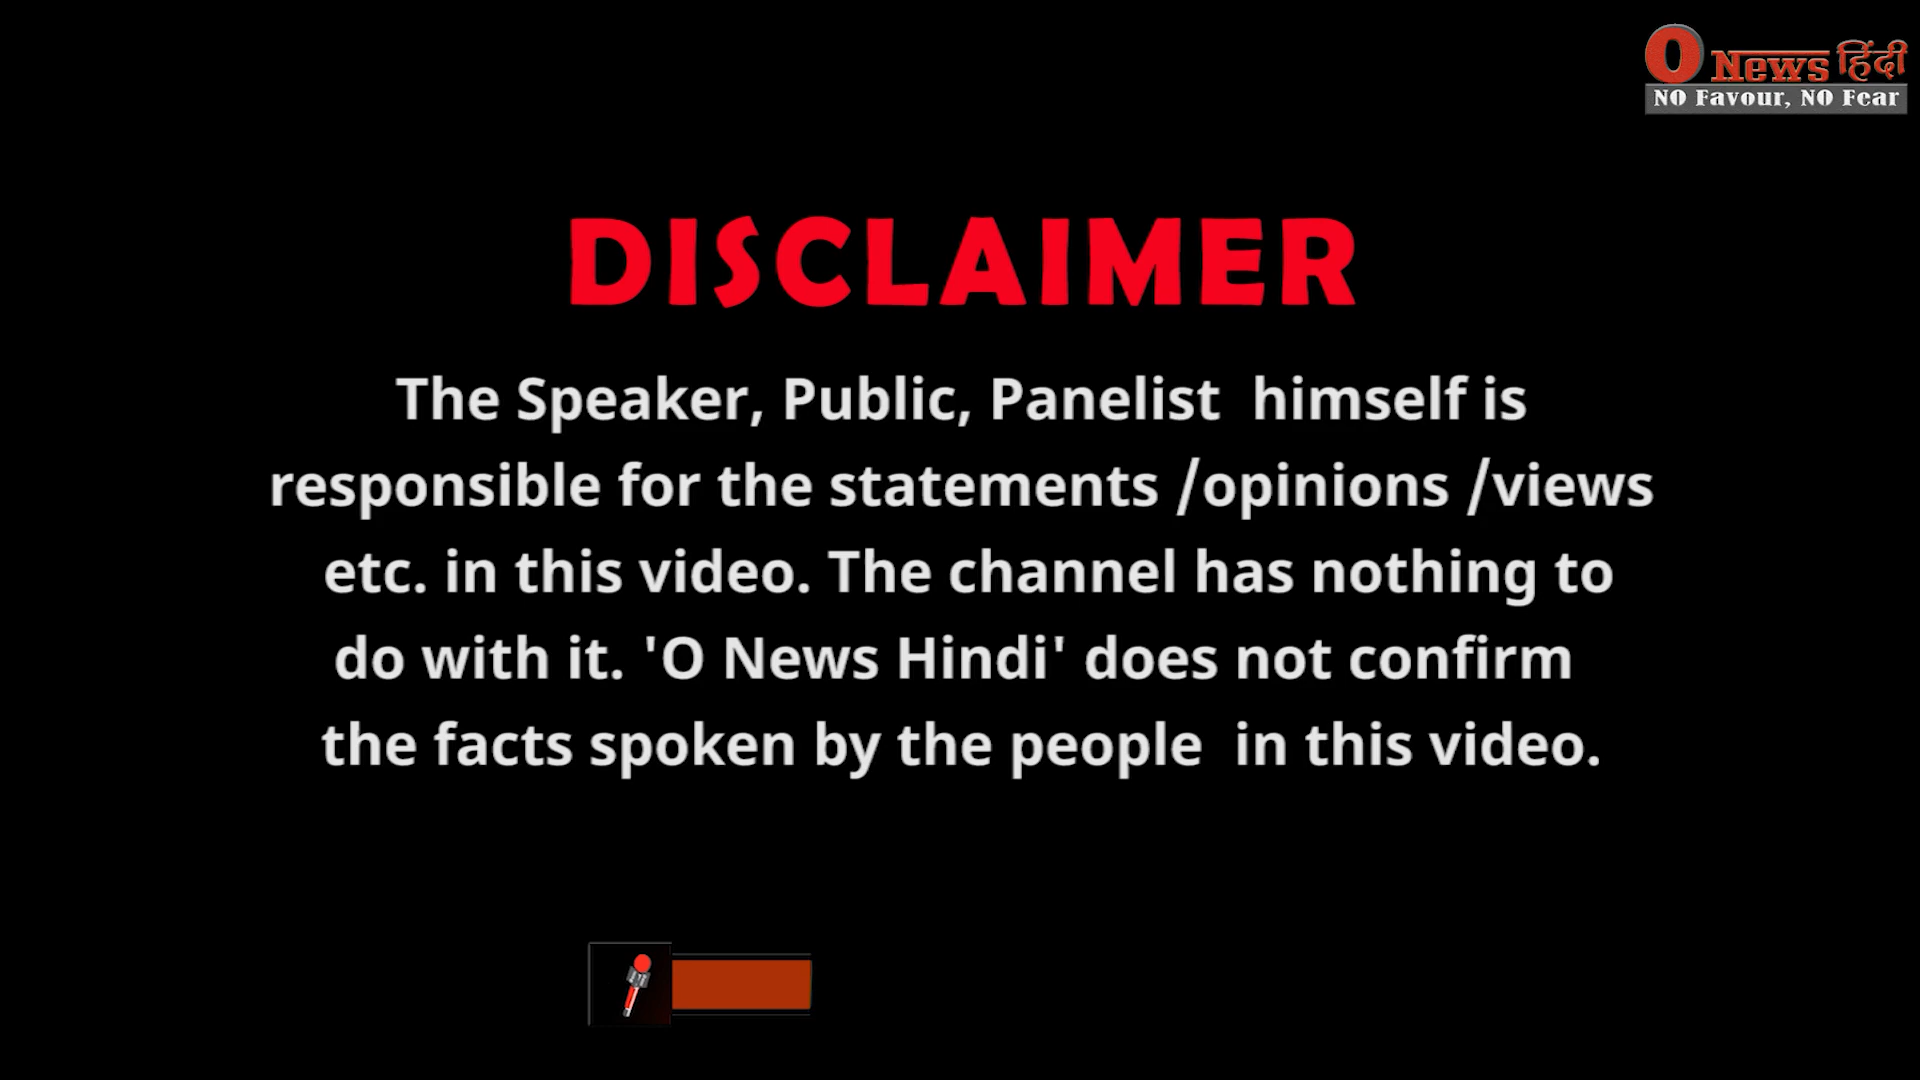 O News हिंदी
NO Favour, NO Fear
DISCLAIMER
The Speaker, Public, Panelist himself is
responsible for the statements /opinions /views
etc. in this video. The channel has nothing to
do with it. 'O News Hindi' does not confirm
the facts spoken by the people in this video.